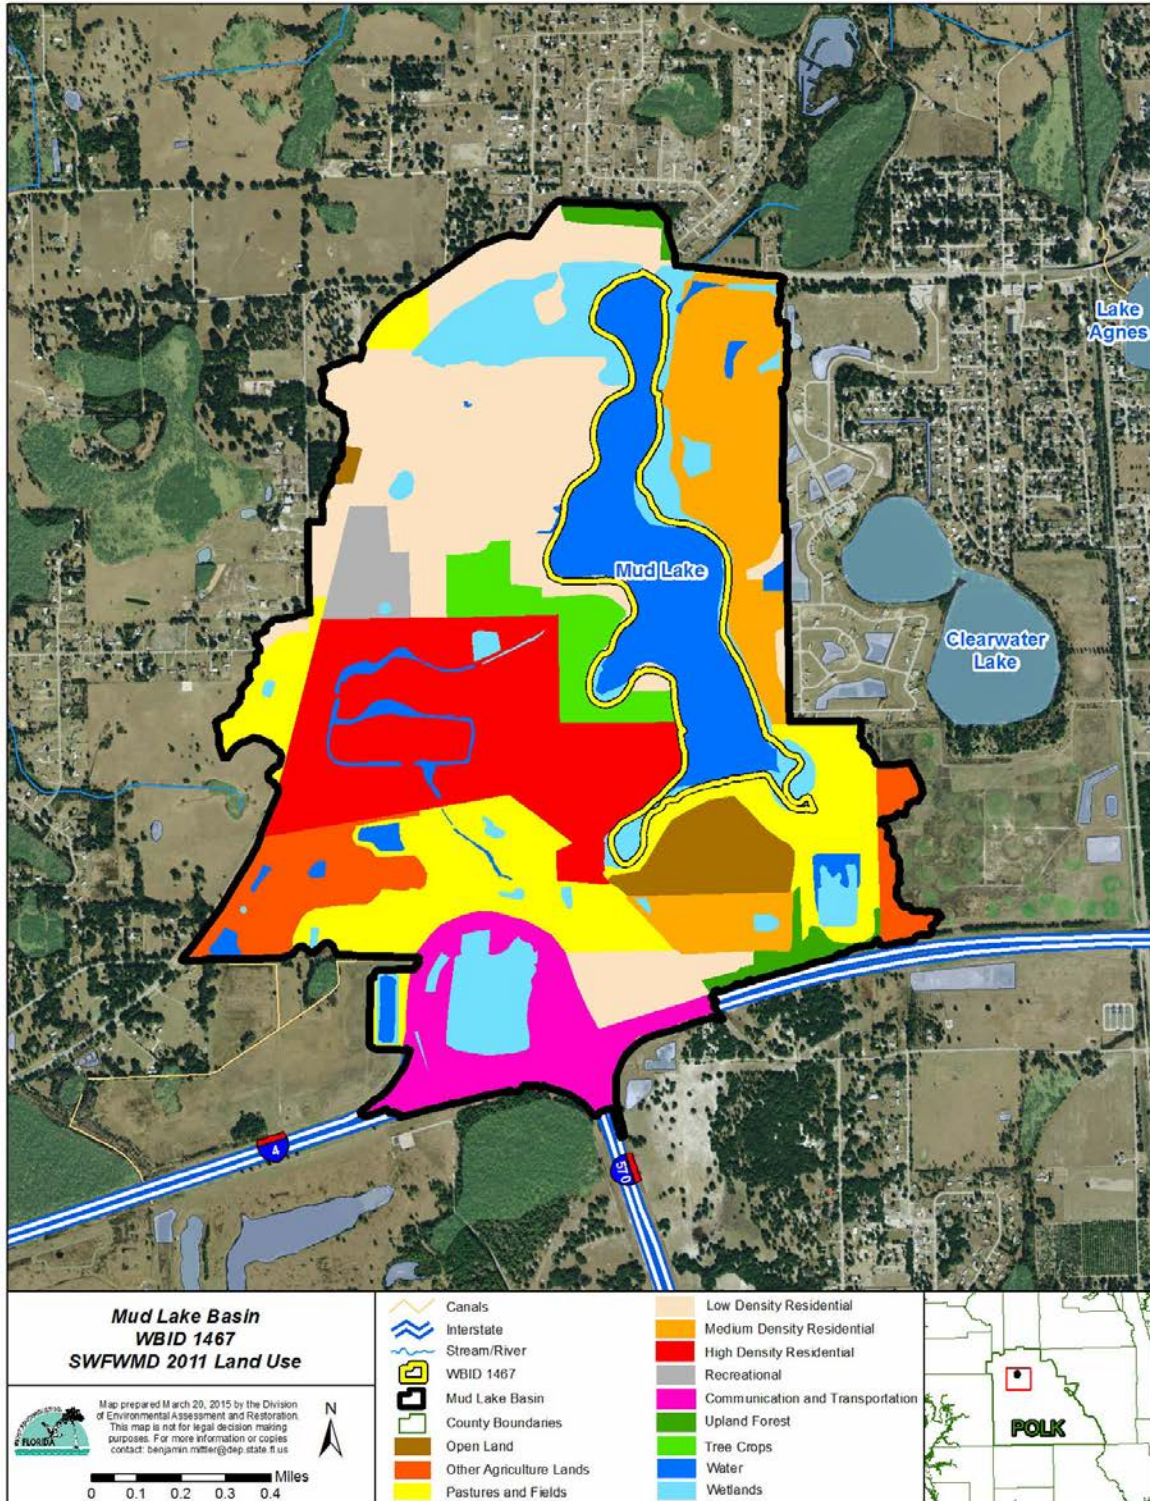 Lake
Agnes
Mud Lake
Clearwater
Lake
4
570
Mud Lake Basin
WBID 1467
SWFWMD 2011 Land Use
Map prepared March 20, 2015 by the Division
of Environmental Assessment and Restoration.
This map is not for legal decision making
purposes. For more information or copies
contact: benjamin.mittler@dep.state.fl.us
FLORIDA
N
Miles
0 0.1 0.2 0.3 0.4
Canals
Interstate
Stream/River
WBID 1467
Mud Lake Basin
County Boundaries
Open Land
Other Agriculture Lands
Pastures and Fields
Low Density Residential
Medium Density Residential
High Density Residential
Recreational
Communication and Transportation
Upland Forest
Tree Crops
Water
Wetlands
POLK